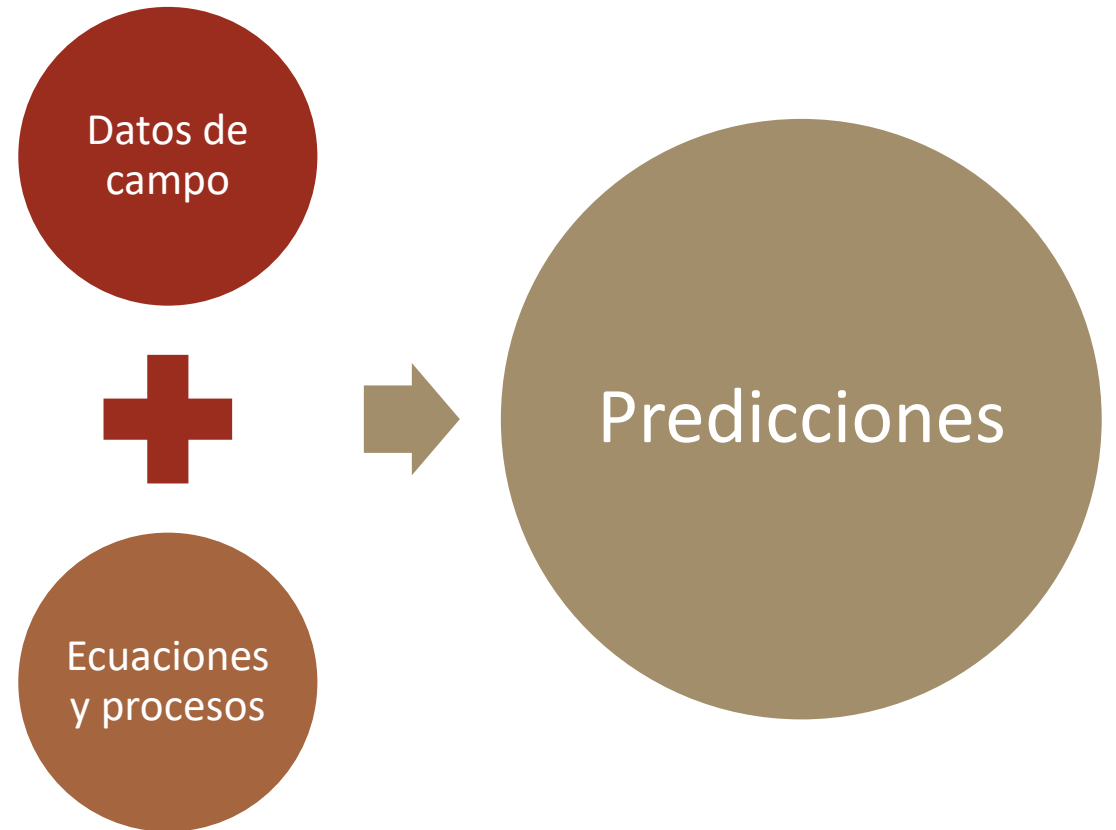 Datos de
campo
Ecuaciones
y procesos
Predicciones